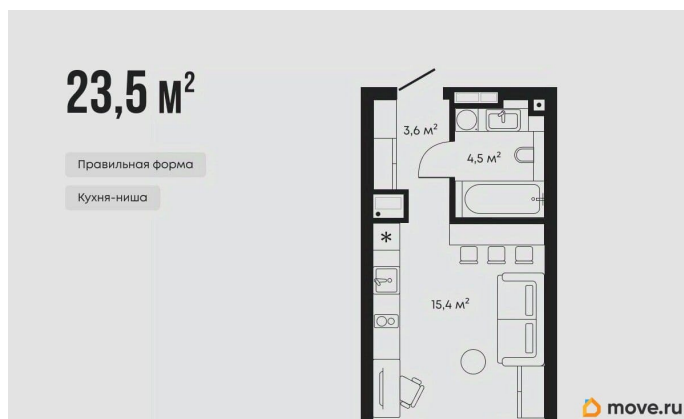 23,5 м²
Правильная форма
Кухня-ниша
3,6 м²
4,5 м²
15,4 м²
move.ru